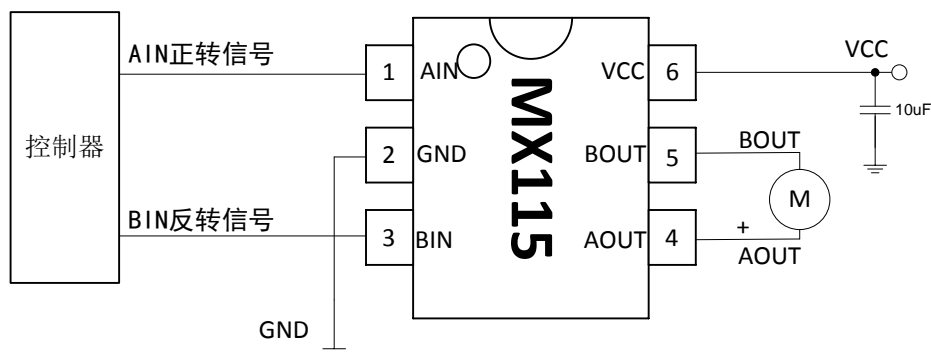 控制器
AIN正转信号
BIN反转信号
GND
1
AIN
2
GND
3
BIN
MX115
VCC
6
BOUT
5
AOUT
4
VCC
10uF
BOUT
M
+
AOUT